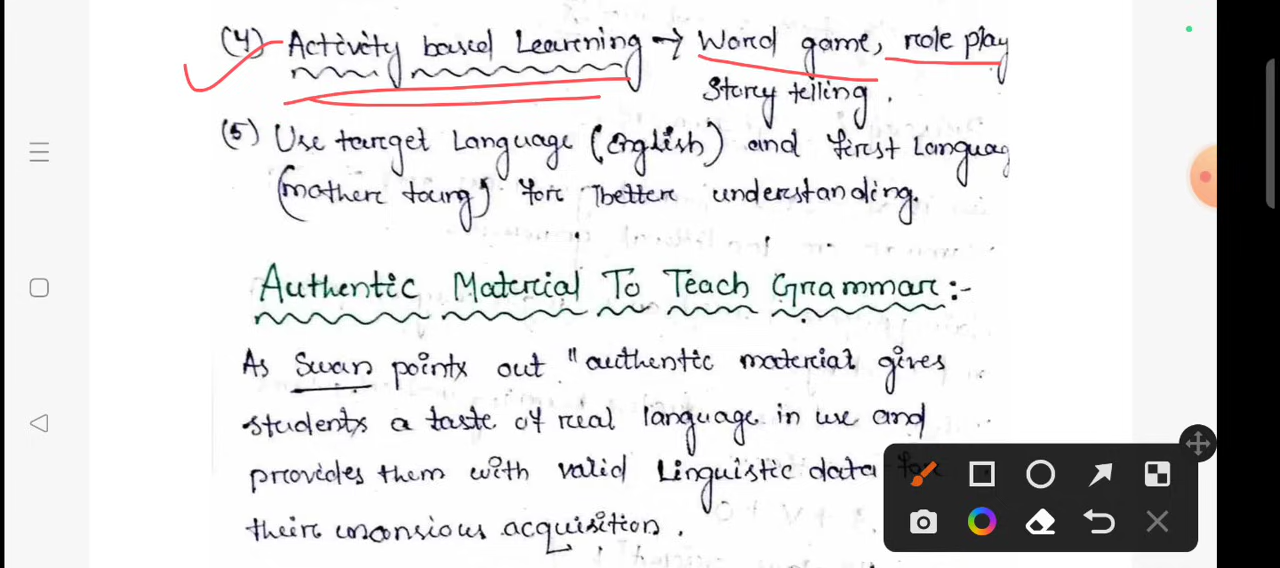 (4) Activity based Learning → Word game, role play
Story telling.
(5) Use target Language (English) and first Languag
(mother toung) for better understanding.
Authentic Material To Teach Grammar:-
As Swan points out "authentic material gives
students a taste of real language in use and
provides them with valid Linguistic data for
their unconsious acquisition.